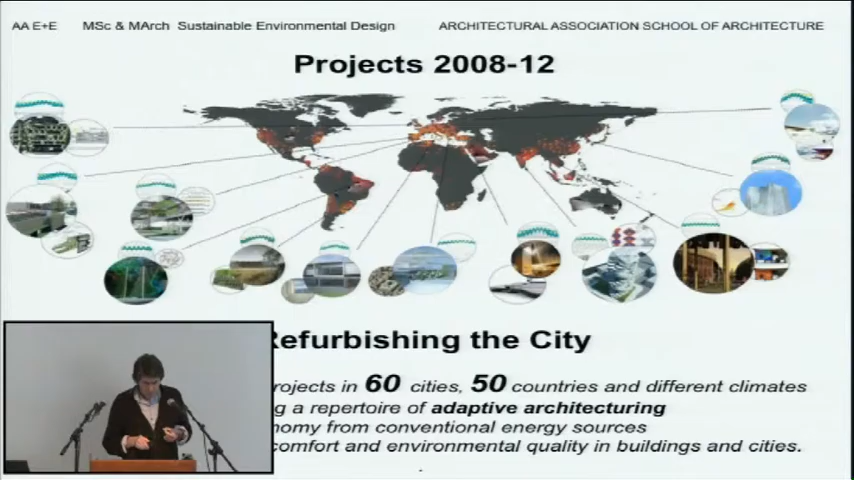 AA E+E MSc & MArch Sustainable Environmental Design ARCHITECTURAL ASSOCIATION SCHOOL OF ARCHITECTURE
Projects 2008-12
Refurbishing the City
rojects in 60 cities, 50 countries and different climates
g a repertoire of adaptive architecturing
nomy from conventional energy sources
comfort and environmental quality in buildings and cities.